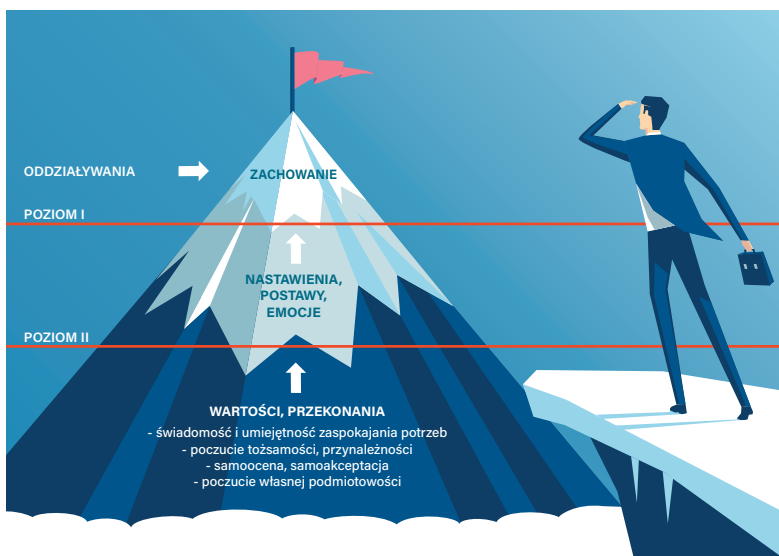 ODDZIAŁYWANIA
ZACHOWANIE
POZIOM I
NASTAWIENIA,
POSTAWY,
EMOCJE
POZIOM II
WARTOŚCI, PRZEKONANIA
- świadomość i umiejętność zaspokajania potrzeb
- poczucie tożsamości, przynależności
- samoocena, samoakceptacja
- poczucie własnej podmiotowości